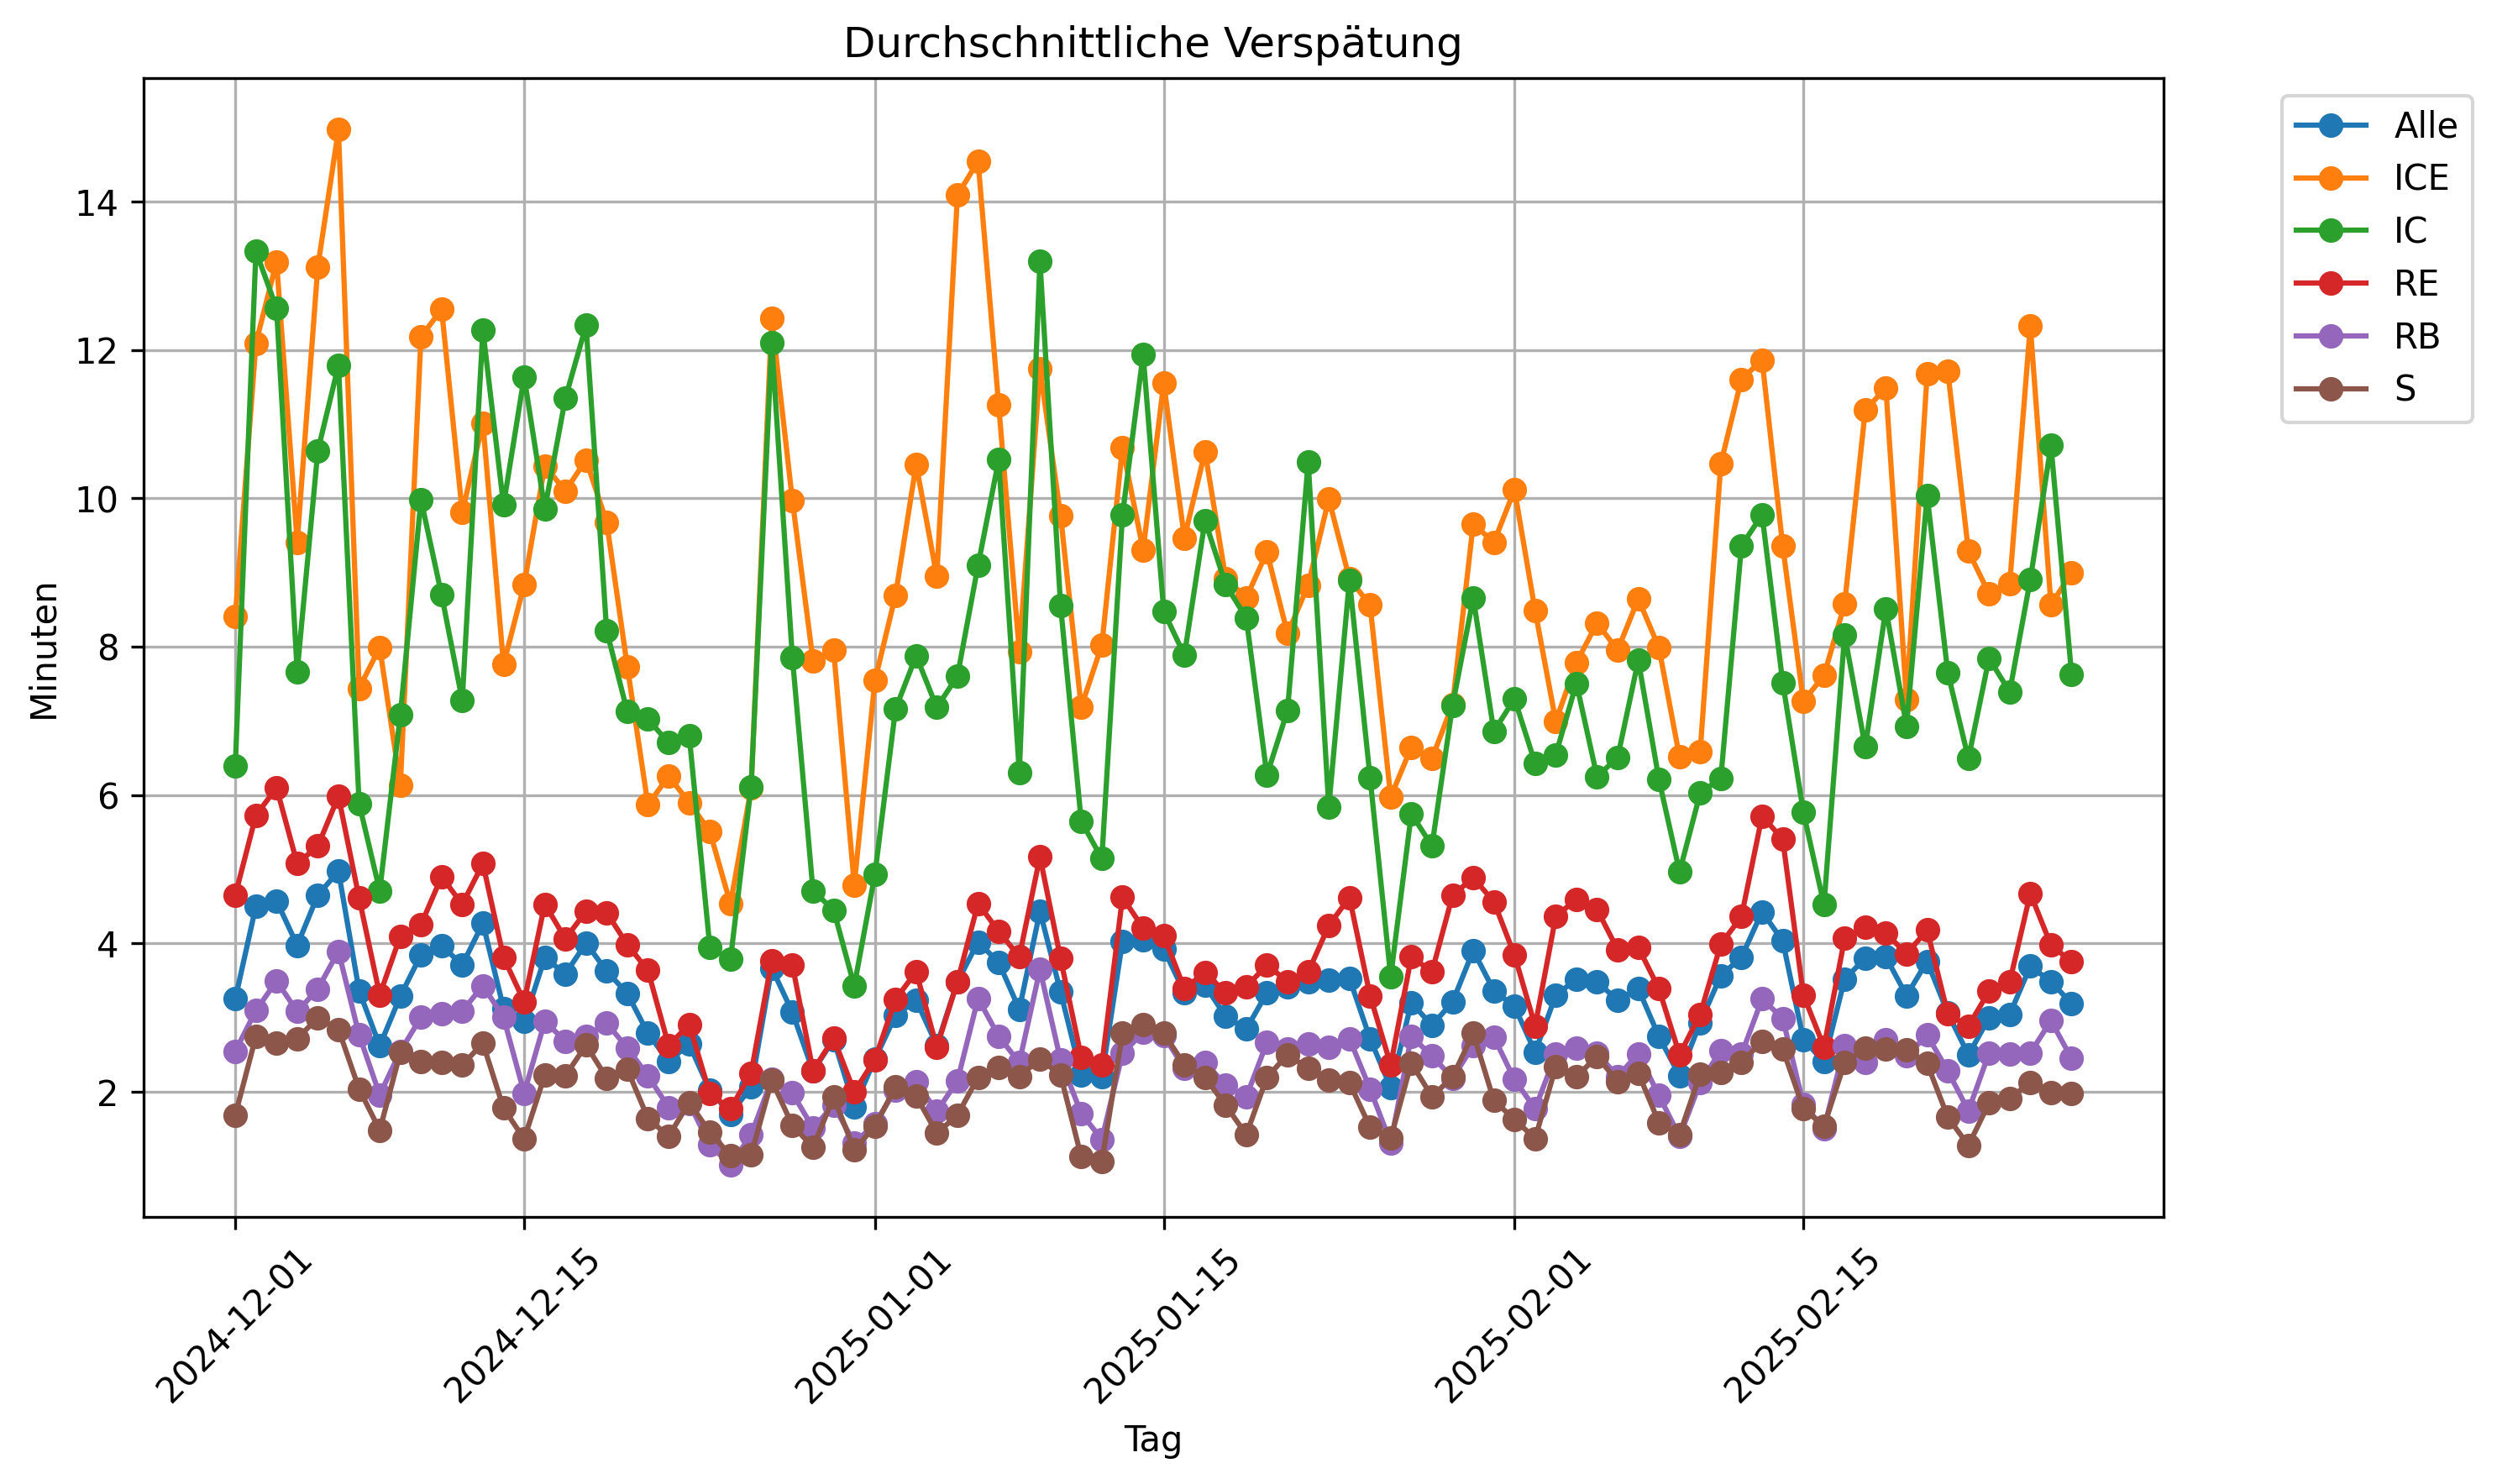 Durchschnittliche Verspätung
Alle
ICE
IC
RE
RB
S
14
12
10
8
6
4
2
Minuten
2024-12-01
2024-12-15
2025-01-01
2025-01-15
2025-02-01
2025-02-15
Tag